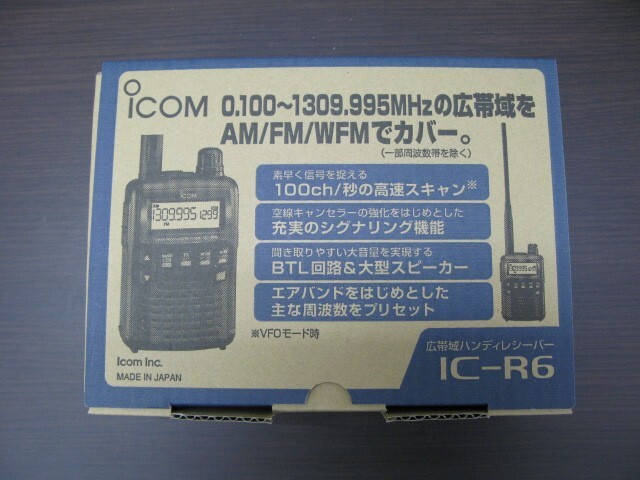 ICOM
0.100~1309.995MHzの広帯域を
AM/FM/WFMでカバー。
(一部周波数帯を除く)
素早く信号を捉える
100ch/秒の高速スキャン※
空線キャンセラーの強化をはじめとした
充実のシグナリング機能
聞き取りやすい大音量を実現する
BTL回路&大型スピーカー
エアバンドをはじめとした
主な周波数をプリセット
※VFOモード時
ICOM
1309.995
Icom Inc.
MADE IN JAPAN
広帯域ハンディレシーバー
IC-R6